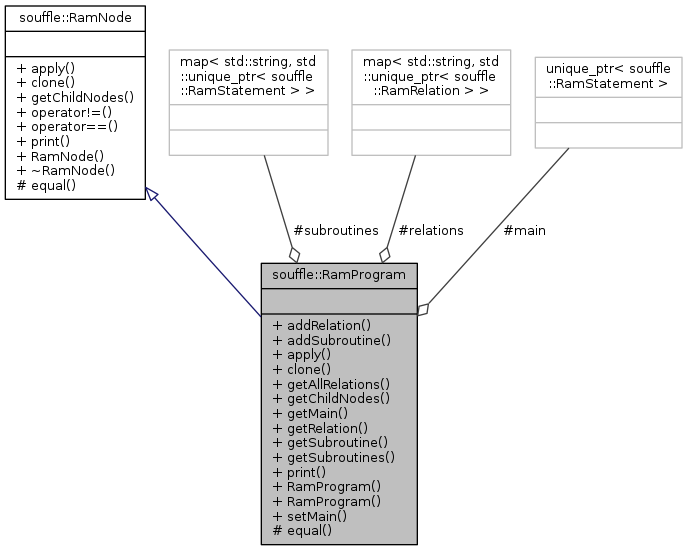 souffle::RamNode
+ apply()
+ clone()
+ getChildNodes()
+ operator!=()
+ operator==()
+ print()
+ RamNode()
+ ~RamNode()
# equal()
map< std::string, std
::unique_ptr< souffle
::RamStatement > >
map< std::string, std
::unique_ptr< souffle
::RamRelation > >
unique_ptr< souffle
::RamStatement >
#subroutines
#relations
#main
souffle::RamProgram
+ addRelation()
+ addSubroutine()
+ apply()
+ clone()
+ getAllRelations()
+ getChildNodes()
+ getMain()
+ getRelation()
+ getSubroutine()
+ getSubroutines()
+ print()
+ RamProgram()
+ RamProgram()
+ setMain()
# equal()